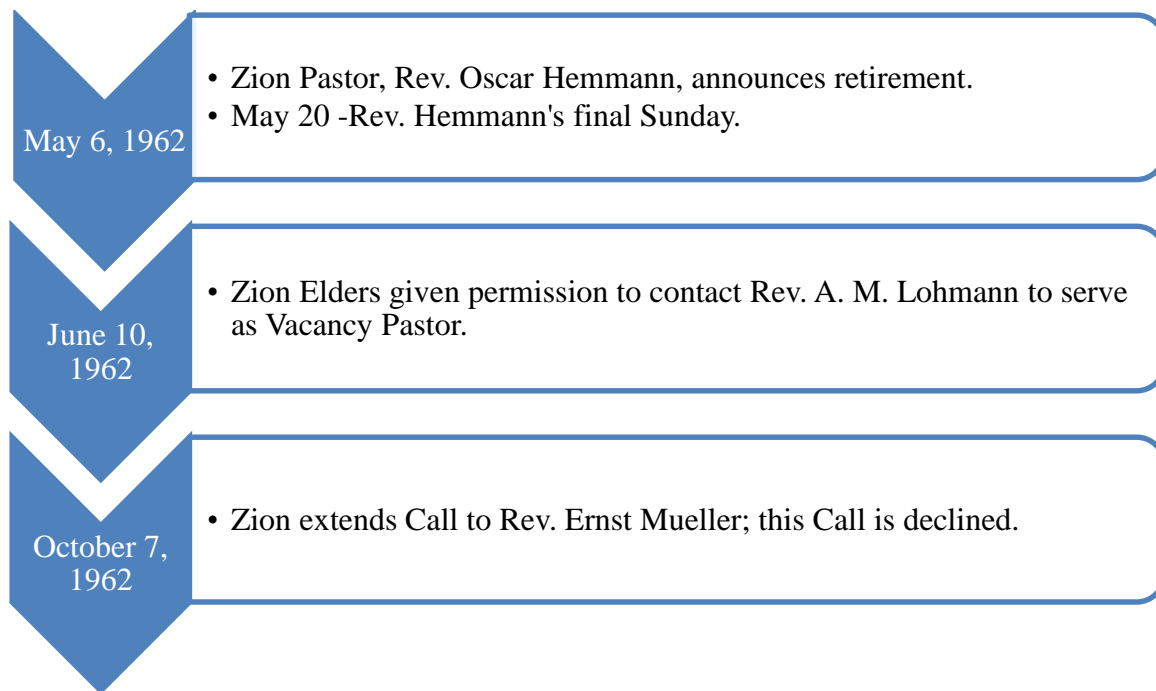 May 6, 1962
• Zion Pastor, Rev. Oscar Hemmann, announces retirement.
• May 20 -Rev. Hemmann's final Sunday.
June 10,
1962
• Zion Elders given permission to contact Rev. A. M. Lohmann to serve
as Vacancy Pastor.
October 7,
1962
• Zion extends Call to Rev. Ernst Mueller; this Call is declined.